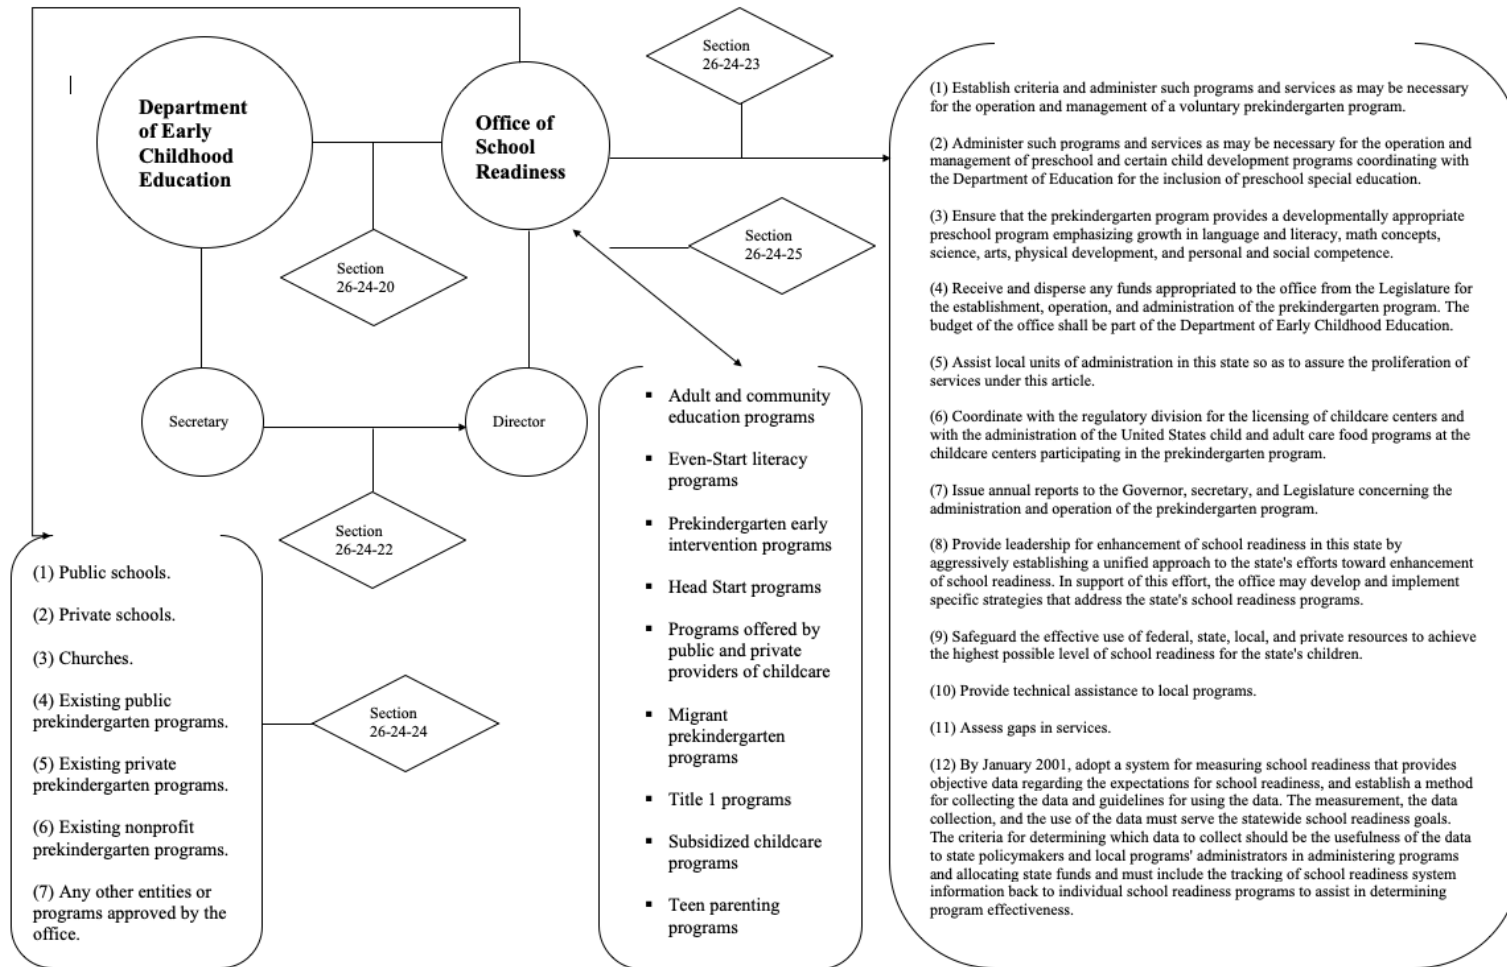 Department
of Early
Childhood
Education
Office of
School
Readiness
Section
26-24-23
Section
26-24-20
Section
26-24-25
Secretary
Director
Section
26-24-22
(1) Public schools.
(2) Private schools.
(3) Churches.
(4) Existing public
prekindergarten programs.
(5) Existing private
prekindergarten programs.
(6) Existing nonprofit
prekindergarten programs.
(7) Any other entities or
programs approved by the
office.
Section
26-24-24
▪ Adult and community
education programs
▪ Even-Start literacy
programs
▪ Prekindergarten early
intervention programs
▪ Head Start programs
▪ Programs offered by
public and private
providers of childcare
▪ Migrant
prekindergarten
programs
▪ Title 1 programs
▪ Subsidized childcare
programs
▪ Teen parenting
programs
(1) Establish criteria and administer such programs and services as may be necessary
for the operation and management of a voluntary prekindergarten program.
(2) Administer such programs and services as may be necessary for the operation and
management of preschool and certain child development programs coordinating with
the Department of Education for the inclusion of preschool special education.
(3) Ensure that the prekindergarten program provides a developmentally appropriate
preschool program emphasizing growth in language and literacy, math concepts,
science, arts, physical development, and personal and social competence.
(4) Receive and disperse any funds appropriated to the office from the Legislature for
the establishment, operation, and administration of the prekindergarten program. The
budget of the office shall be part of the Department of Early Childhood Education.
(5) Assist local units of administration in this state so as to assure the proliferation of
services under this article.
(6) Coordinate with the regulatory division for the licensing of childcare centers and
with the administration of the United States child and adult care food programs at the
childcare centers participating in the prekindergarten program.
(7) Issue annual reports to the Governor, secretary, and Legislature concerning the
administration and operation of the prekindergarten program.
(8) Provide leadership for enhancement of school readiness in this state by
aggressively establishing a unified approach to the state's efforts toward enhancement
of school readiness. In support of this effort, the office may develop and implement
specific strategies that address the state's school readiness programs.
(9) Safeguard the effective use of federal, state, local, and private resources to achieve
the highest possible level of school readiness for the state's children.
(10) Provide technical assistance to local programs.
(11) Assess gaps in services.
(12) By January 2001, adopt a system for measuring school readiness that provides
objective data regarding the expectations for school readiness, and establish a method
for collecting the data and guidelines for using the data. The measurement, the data
collection, and the use of the data must serve the statewide school readiness goals.
The criteria for determining which data to collect should be the usefulness of the data
to state policymakers and local programs' administrators in administering programs
and allocating state funds and must include the tracking of school readiness system
information back to individual school readiness programs to assist in determining
program effectiveness.